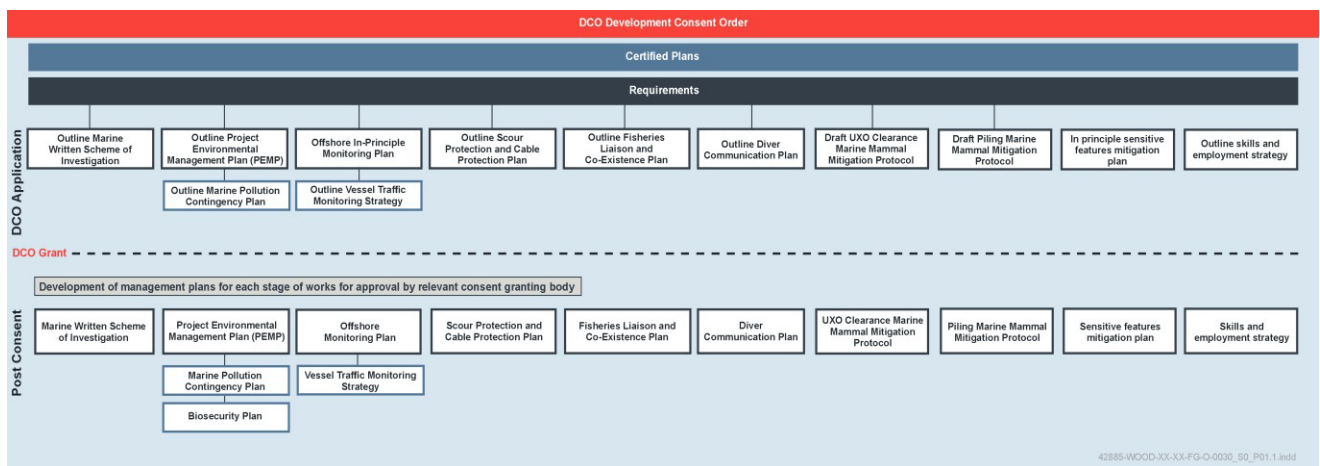 DCO Development Consent Order
Certified Plans
Requirements
DCO Application
Outline Marine
Written Scheme of
Investigation
Outline Project
Environmental
Management Plan (PEMP)
Offshore In-Principle
Monitoring Plan
Outline Scour
Protection and Cable
Protection Plan
Outline Fisheries
Liaison and
Co-Existence Plan
Outline Diver
Communication Plan
Draft UXO Clearance
Marine Mammal
Mitigation Protocol
Draft Piling Marine
Mammal Mitigation
Protocol
In principle sensitive
features mitigation
plan
Outline skills and
employment strategy
Outline Marine Pollution
Contingency Plan
Outline Vessel Traffic
Monitoring Strategy
DCO Grant
Post Consent
Development of management plans for each stage of works for approval by relevant consent granting body
Marine Written Scheme
of Investigation
Project Environmental
Management Plan (PEMP)
Offshore
Monitoring Plan
Scour Protection and
Cable Protection Plan
Fisheries Liaison and
Co-Existence Plan
Diver
Communication Plan
UXO Clearance Marine
Mammal Mitigation
Protocol
Piling Marine Mammal
Mitigation Protocol
Sensitive features
mitigation plan
Skills and
employment strategy
Marine Pollution
Contingency Plan
Vessel Traffic Monitoring
Strategy
Biosecurity Plan
42885-WOOD-XX-XX-FG-O-0030_S0_P01.1.indd